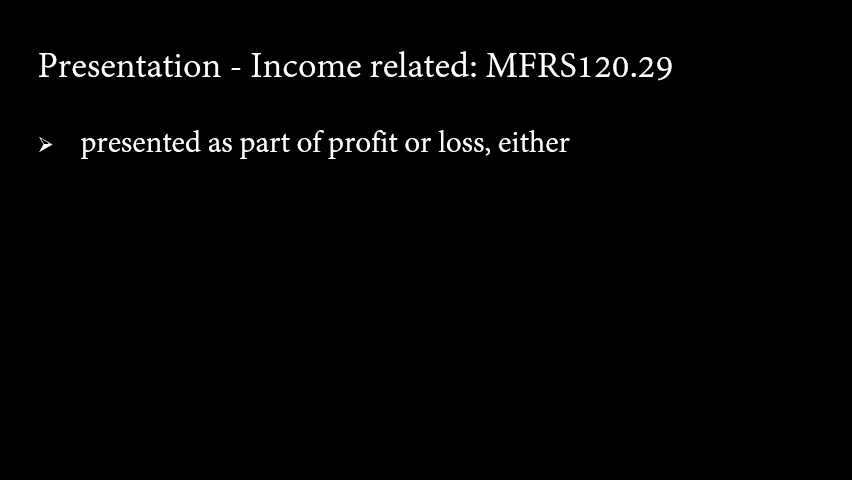 Presentation - Income related: MFRS120.29
➢ presented as part of profit or loss, either